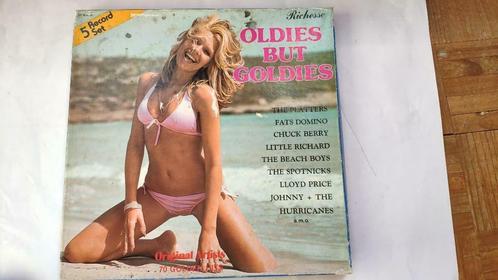 5 Record
Set
Richesse
OLDIES
BUT
GOLDIES
THE PLATTERS
FATS DOMINO
CHUCK BERRY
LITTLE RICHARD
THE BEACH BOYS
THE SPOTNICKS
LLOYD PRICE
JOHNNY + THE
HURRICANES
a.m.o.
Original Artists
70 GOLDEN